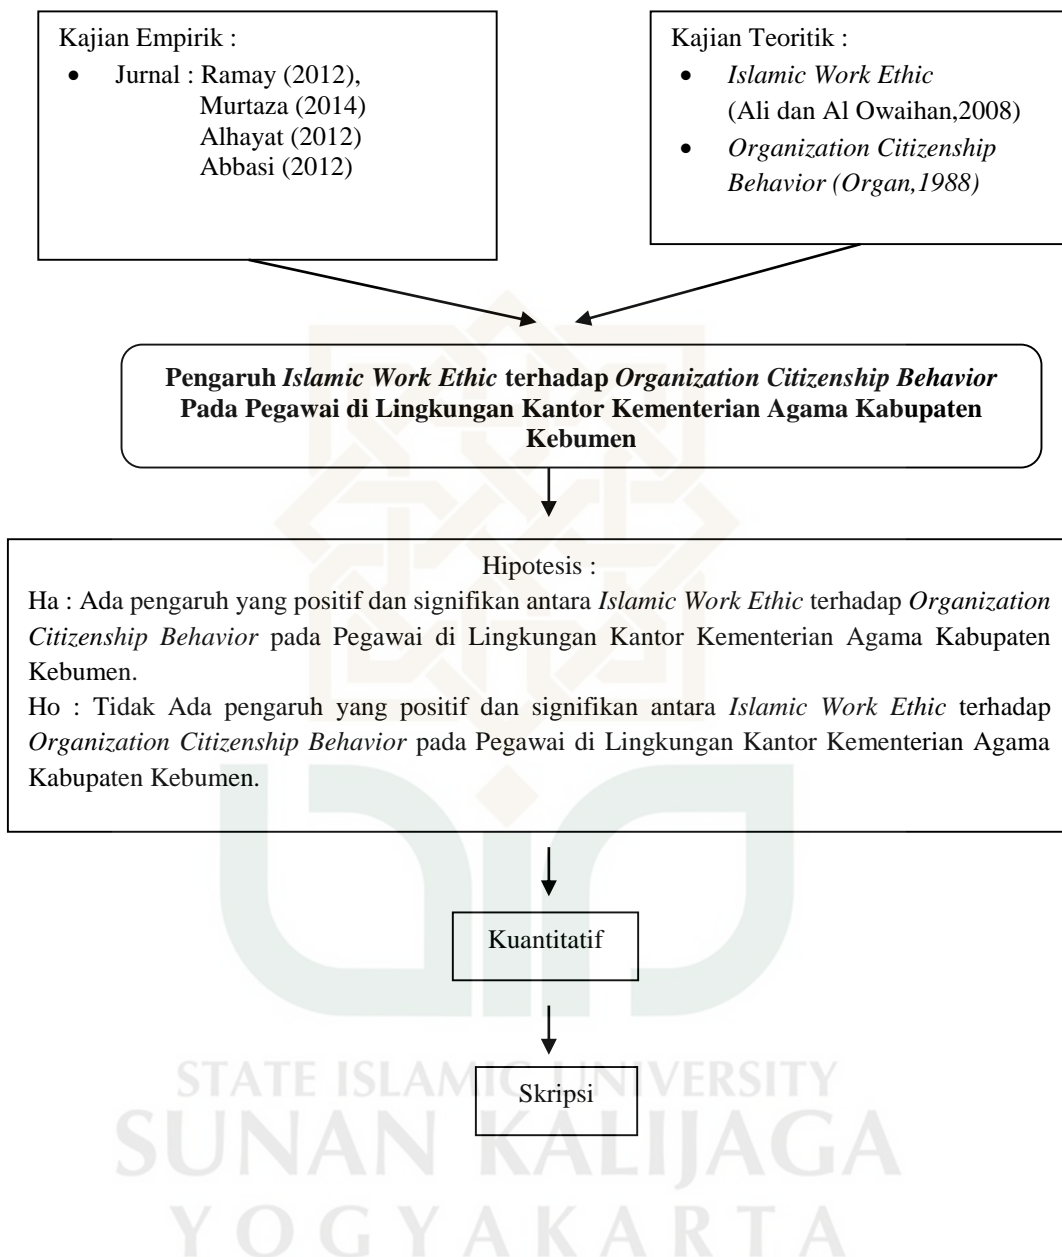 Kajian Empirik :
• Jurnal : Ramay (2012),
Murtaza (2014)
Alhayat (2012)
Abbasi (2012)
Kajian Teoritik :
• Islamic Work Ethic
(Ali dan Al Owaihan,2008)
• Organization Citizenship
Behavior (Organ,1988)
Pengaruh Islamic Work Ethic terhadap Organization Citizenship Behavior
Pada Pegawai di Lingkungan Kantor Kementerian Agama Kabupaten
Kebumen
Hipotesis :
Ha : Ada pengaruh yang positif dan signifikan antara Islamic Work Ethic terhadap Organization
Citizenship Behavior pada Pegawai di Lingkungan Kantor Kementerian Agama Kabupaten
Kebumen.
Ho : Tidak Ada pengaruh yang positif dan signifikan antara Islamic Work Ethic terhadap
Organization Citizenship Behavior pada Pegawai di Lingkungan Kantor Kementerian Agama
Kabupaten Kebumen.
Kuantitatif
Skripsi
STATE ISLAMIC UNIVERSITY
SUNAN KALIJAGA
YOGYAKARTA